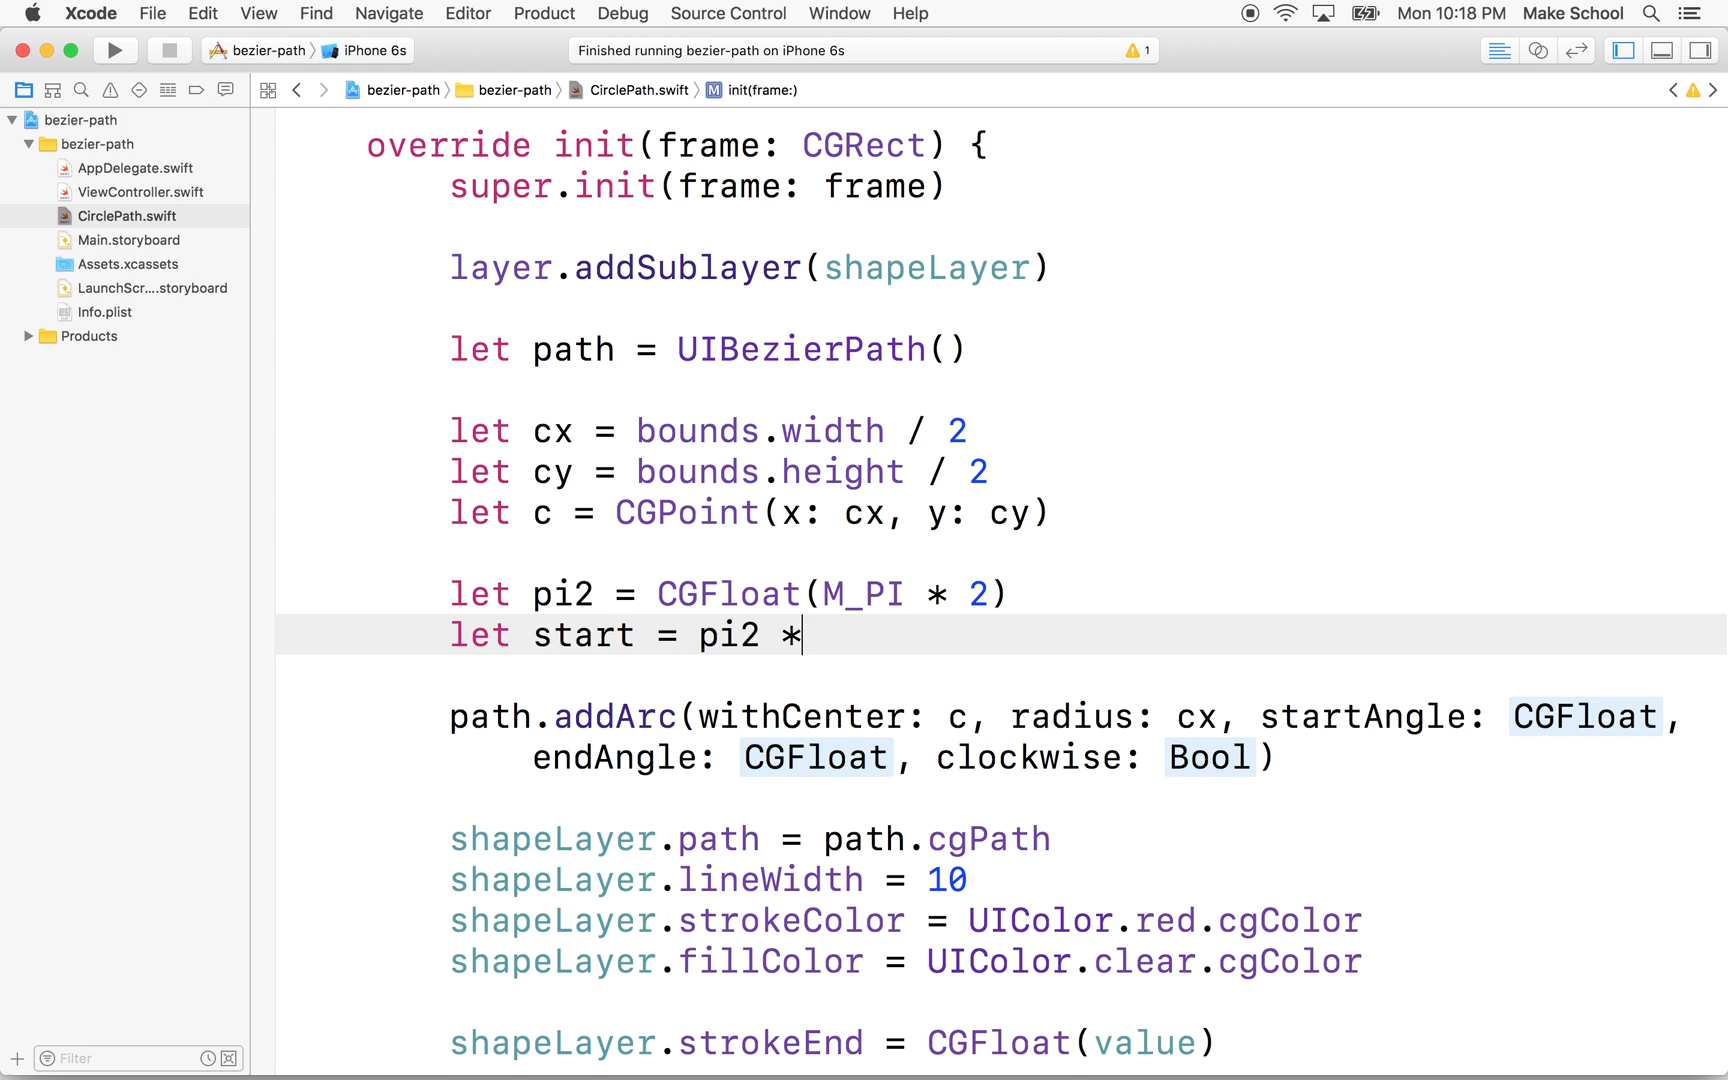 Xcode File Edit View Find Navigate Editor Product Debug Source Control Window Help Mon 10:18 PM Make School
bezier-path iPhone 6s Finished running bezier-path on iPhone 6s 1
bezier-path bezier-path CirclePath.swift M init(frame:)
bezier-path
bezier-path
AppDelegate.swift
ViewController.swift
CirclePath.swift
Main.storyboard
Assets.xcassets
LaunchScr....storyboard
Info.plist
Products
Filter
override init(frame: CGRect) {
super.init(frame: frame)
layer.addSublayer(shapeLayer)
let path = UIBezierPath()
let cx = bounds.width / 2
let cy = bounds.height / 2
let c = CGPoint(x: cx, y: cy)
let pi2 = CGFloat(M_PI * 2)
let start = pi2 *
path.addArc(withCenter: c, radius: cx, startAngle: CGFloat,
endAngle: CGFloat, clockwise: Bool)
shapeLayer.path = path.cgPath
shapeLayer.lineWidth = 10
shapeLayer.strokeColor = UIColor.red.cgColor
shapeLayer.fillColor = UIColor.clear.cgColor
shapeLayer.strokeEnd = CGFloat(value)